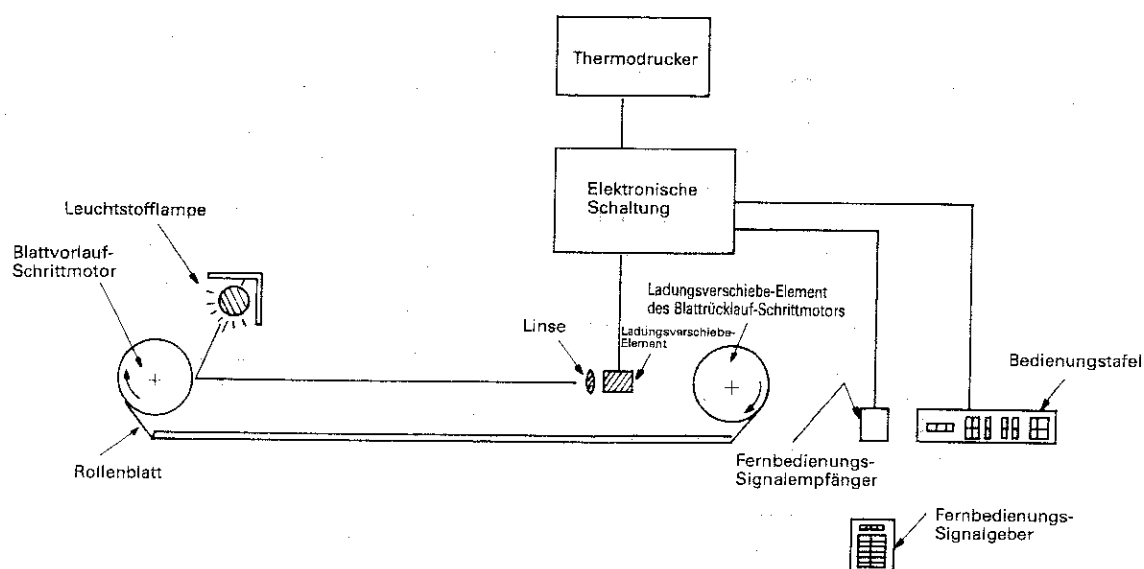 Thermodrucker
Elektronische
Schaltung
Leuchtstofflampe
Blattvorlauf-
Schrittmotor
Ladungsverschiebe-Element
des Blattrücklauf-Schrittmotors
Linse
Ladungsverschiebe-
Element
Bedienungstafel
Rollenblatt
Fernbedienungs-
Signalempfänger
Fernbedienungs-
Signalgeber